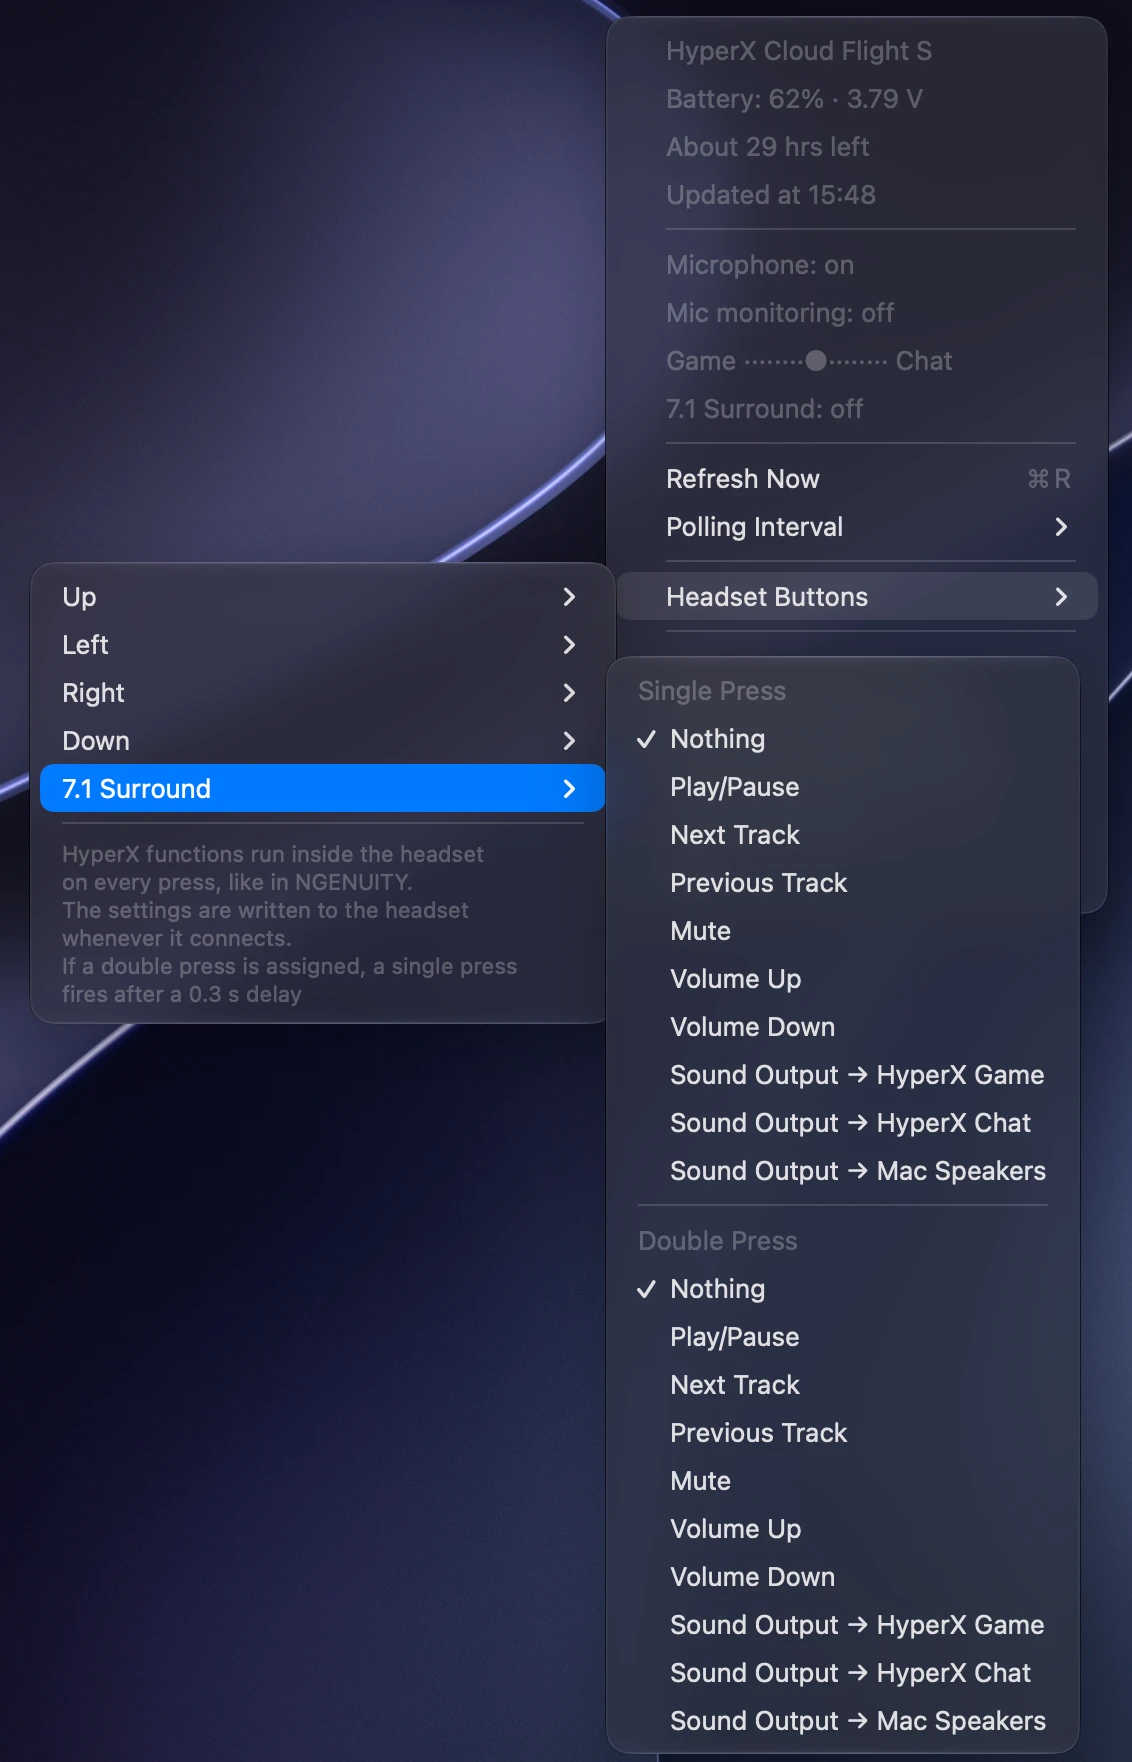 HyperX Cloud Flight S
Battery: 62% · 3.79 V
About 29 hrs left
Updated at 15:48
Microphone: on
Mic monitoring: off
Game ········●········ Chat
7.1 Surround: off
Refresh Now ⌘R
Polling Interval
Headset Buttons
Up
Left
Right
Down
7.1 Surround
HyperX functions run inside the headset
on every press, like in NGENUITY.
The settings are written to the headset
whenever it connects.
If a double press is assigned, a single press
fires after a 0.3 s delay
Single Press
✓ Nothing
Play/Pause
Next Track
Previous Track
Mute
Volume Up
Volume Down
Sound Output → HyperX Game
Sound Output → HyperX Chat
Sound Output → Mac Speakers
Double Press
✓ Nothing
Play/Pause
Next Track
Previous Track
Mute
Volume Up
Volume Down
Sound Output → HyperX Game
Sound Output → HyperX Chat
Sound Output → Mac Speakers